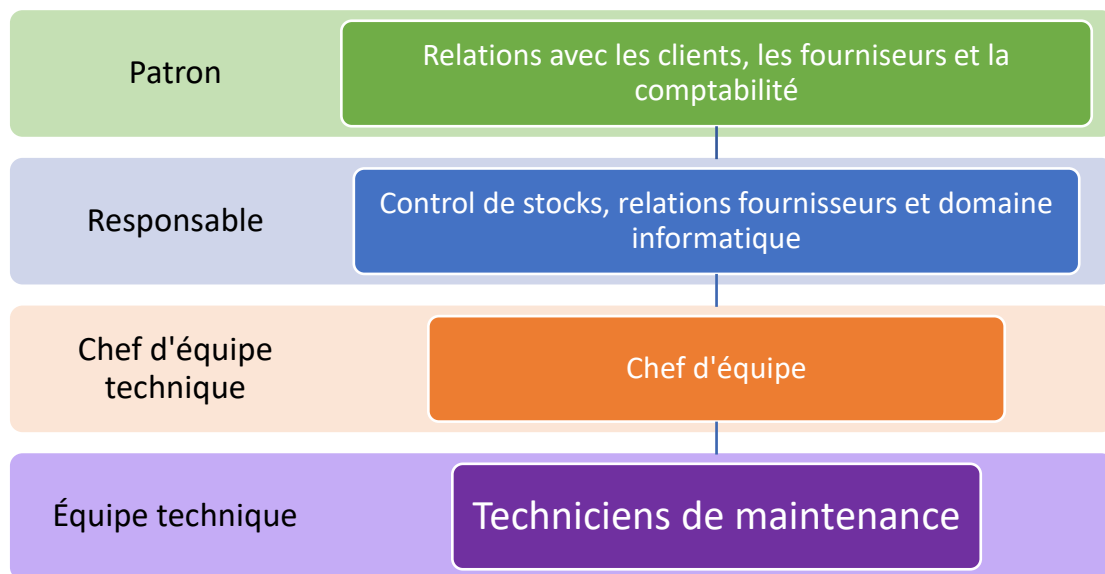 Patron
Relations avec les clients, les fourniseurs et la
comptabilité
Responsable
Control de stocks, relations fournisseurs et domaine
informatique
Chef d'équipe
technique
Chef d'équipe
Équipe technique
Techniciens de maintenance